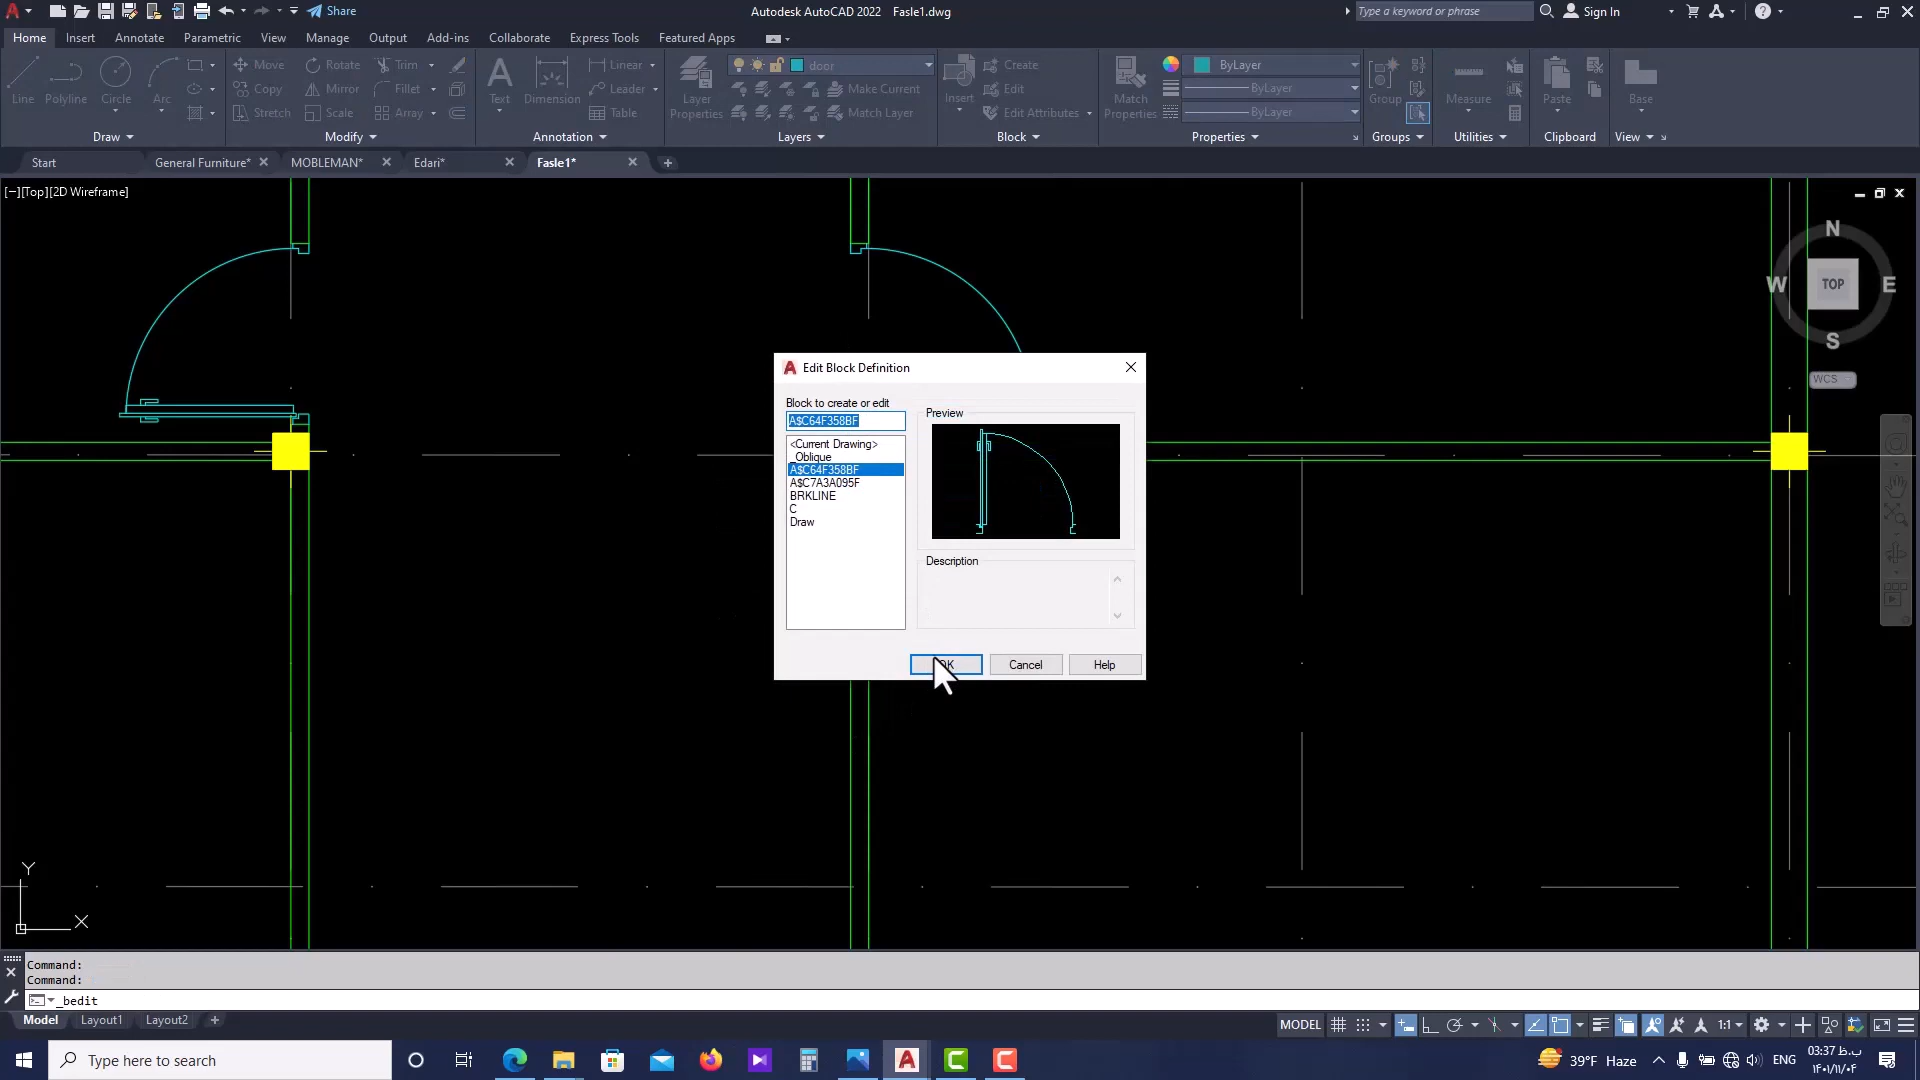 Share
Autodesk AutoCAD 2022 Fasle1.dwg
Type a keyword or phrase
Sign In
Home Insert Annotate Parametric View Manage Output Add-ins Collaborate Express Tools Featured Apps
Line Polyline Circle Arc
Move Rotate Trim
Copy Mirror Fillet
Stretch Scale Array
Text Dimension
Linear
Leader
Table
Layer Properties
door
Make Current
Match Layer
Insert
Create
Edit
Edit Attributes
Match Properties
ByLayer
ByLayer
ByLayer
Group
Measure
Paste
Base
Draw Modify Annotation Layers Block Properties Groups Utilities Clipboard View
Start General Furniture* MOBLEMAN* Edari* Fasle1*
[−][Top][2D Wireframe]
N
W TOP E
S
WCS
Edit Block Definition
Block to create or edit
A$C64F358BF
<Current Drawing>
_Oblique
A$C64F358BF
A$C7A3A095F
BRKLINE
C
Draw
Preview
Description
OK Cancel Help
Y
X
Command:
Command:
_bedit
Model Layout1 Layout2
MODEL 1:1
Type here to search
39°F Haze ENG
03:37 ب.ظ
۱۴۰۱/۱۱/۰۴